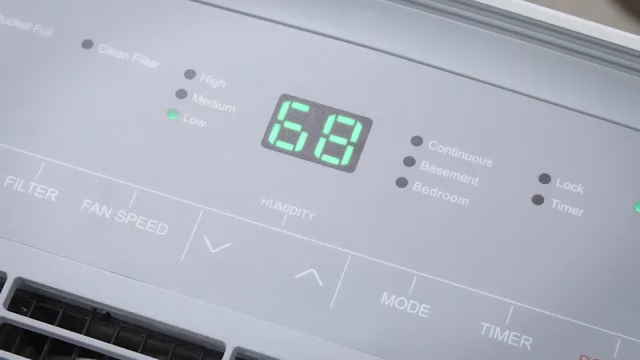 Bucket Full
Clean Filter
High
Medium
Low
68
Continuous
Basement
Bedroom
Lock
Timer
FILTER
FAN SPEED
HUMIDITY
MODE
TIMER